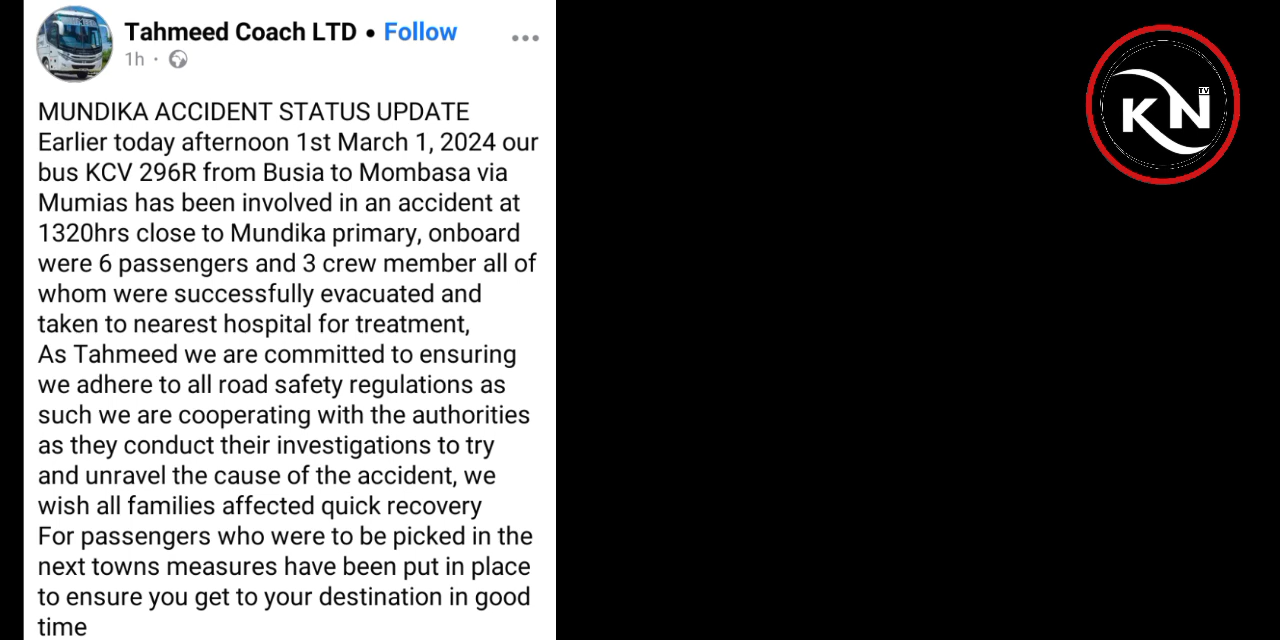 Tahmeed Coach LTD • Follow
1h ·
MUNDIKA ACCIDENT STATUS UPDATE
Earlier today afternoon 1st March 1, 2024 our
bus KCV 296R from Busia to Mombasa via
Mumias has been involved in an accident at
1320hrs close to Mundika primary, onboard
were 6 passengers and 3 crew member all of
whom were successfully evacuated and
taken to nearest hospital for treatment,
As Tahmeed we are committed to ensuring
we adhere to all road safety regulations as
such we are cooperating with the authorities
as they conduct their investigations to try
and unravel the cause of the accident, we
wish all families affected quick recovery
For passengers who were to be picked in the
next towns measures have been put in place
to ensure you get to your destination in good
time
KN TV